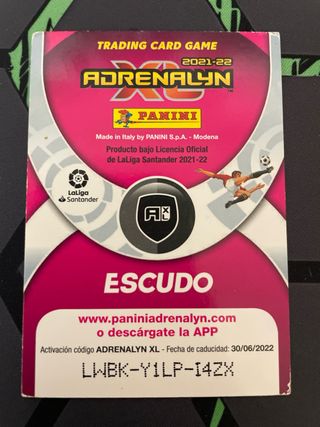 TRADING CARD GAME
2021-22
ADRENALYN
XL
PANINI
Made in Italy by PANINI S.p.A. - Modena
Producto bajo Licencia Oficial
de LaLiga Santander 2021-22
LaLiga
Santander
A XL
ESCUDO
www.paniniadrenalyn.com
o descárgate la APP
Activación código ADRENALYN XL - Fecha de caducidad: 30/06/2022
LWBK-Y1LP-I4ZX